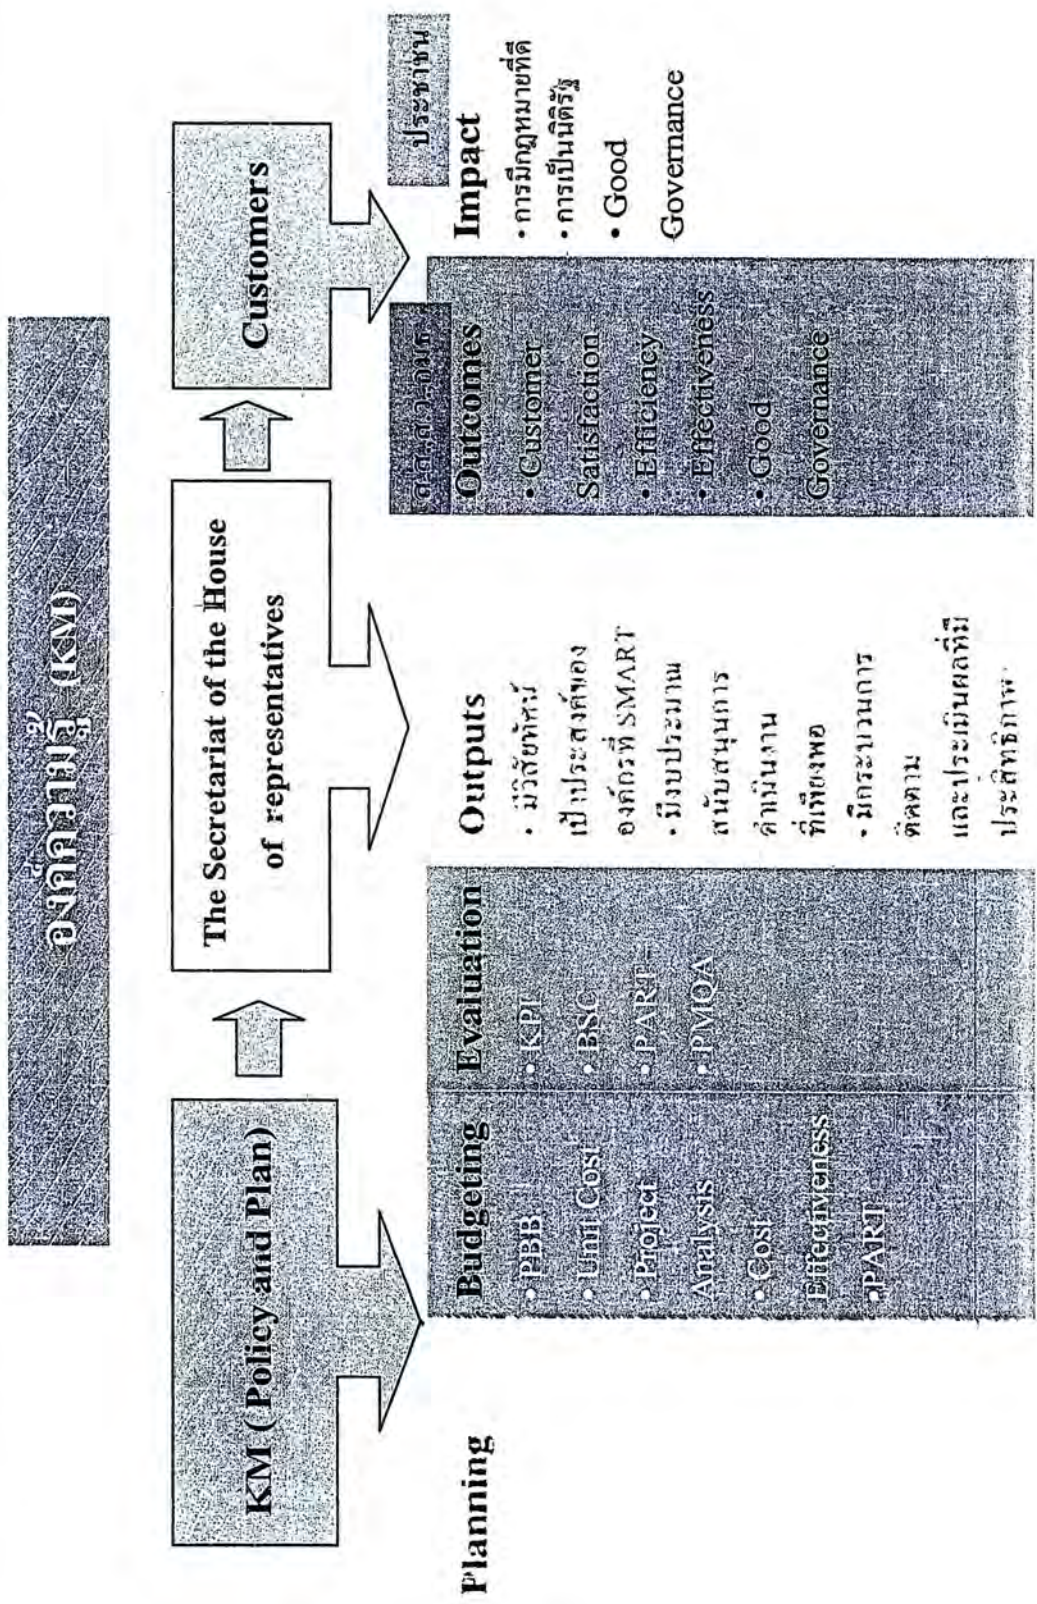 องค์ความรู้ (KM)
KM ( Policy and Plan)
The Secretariat of the House
of representatives
Customers
Planning
Budgeting
• PBB
• Unit Cost
• Project
Analysis
• Cost
Effectiveness
•PART
Evaluation
• KPI
• BSC
• PART
• PMQA
Outputs
• มีวิสัยทัศน์
เป้าประสงค์ของ
องค์กรที่ SMART
• มีงบประมาณ
สนับสนุนการ
ดำเนินงาน
ที่เพียงพอ
• มีกระบวนการ
ติดตาม
และประเมินผลที่มี
ประสิทธิภาพ
Outcomes
• Customer
Satisfaction
• Efficiency
• Effectiveness
• Good
Governance
ประชาชน
Impact
• การมีกฎหมายที่ดี
• การเป็นนิติรัฐ
• Good
Governance